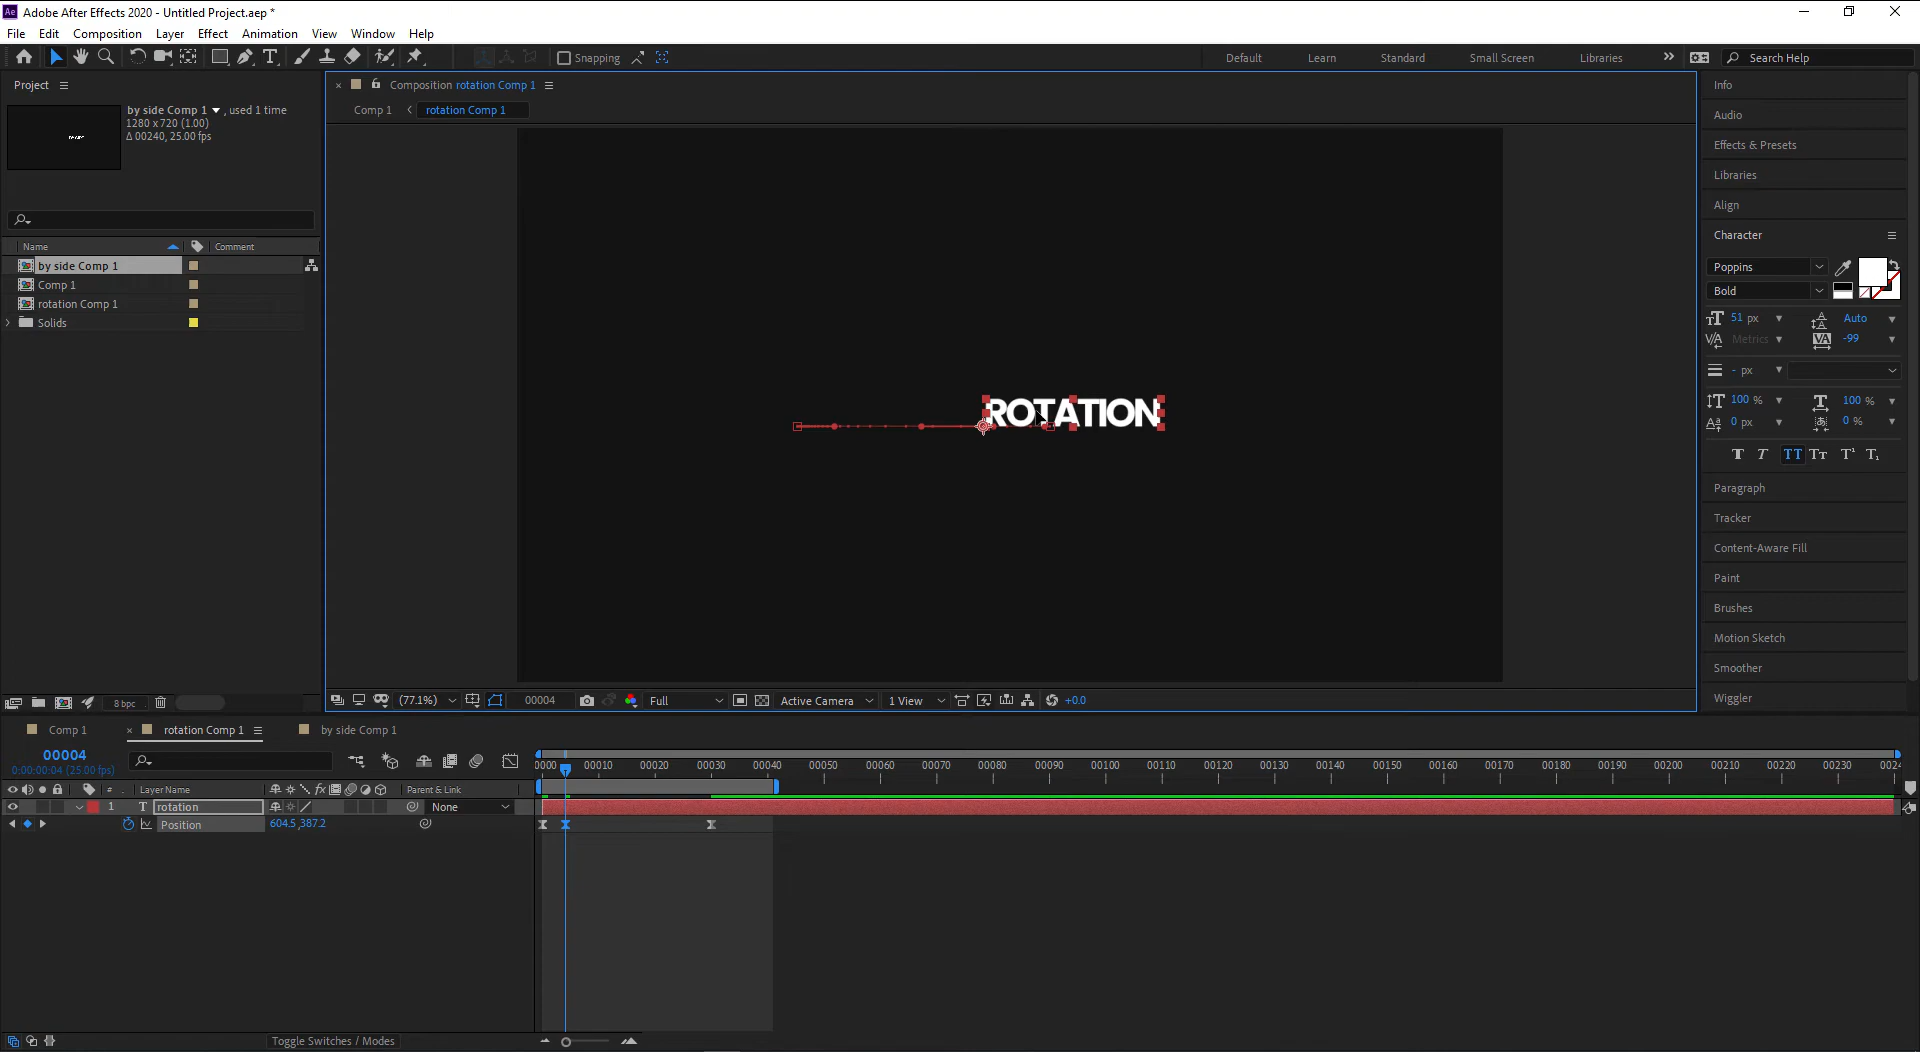 Adobe After Effects 2020 - Untitled Project.aep *
File Edit Composition Layer Effect Animation View Window Help
Snapping
Default Learn Standard Small Screen Libraries Search Help
Project
by side Comp 1 , used 1 time
1280 x 720 (1.00)
Δ 00240, 25.00 fps
Name Comment
by side Comp 1
Comp 1
rotation Comp 1
Solids
8 bpc
Composition rotation Comp 1
Comp 1 rotation Comp 1
ROTATION
(77.1%) 00004 Full Active Camera 1 View +0.0
Info
Audio
Effects & Presets
Libraries
Align
Character
Poppins
Bold
51 px Auto
Metrics -99
- px
100 % 100 %
0 px 0 %
T T TT Tт T¹ T₁
Paragraph
Tracker
Content-Aware Fill
Paint
Brushes
Motion Sketch
Smoother
Wiggler
Comp 1 rotation Comp 1 by side Comp 1
00004
0:00:00:04 (25.00 fps)
0000 00010 00020 00030 00040 00050 00060 00070 00080 00090 00100 00110 00120 00130 00140 00150 00160 00170 00180 00190 00200 00210 00220 00230 0024
# Layer Name Parent & Link
1 T rotation None
Position 604.5,387.2
Toggle Switches / Modes